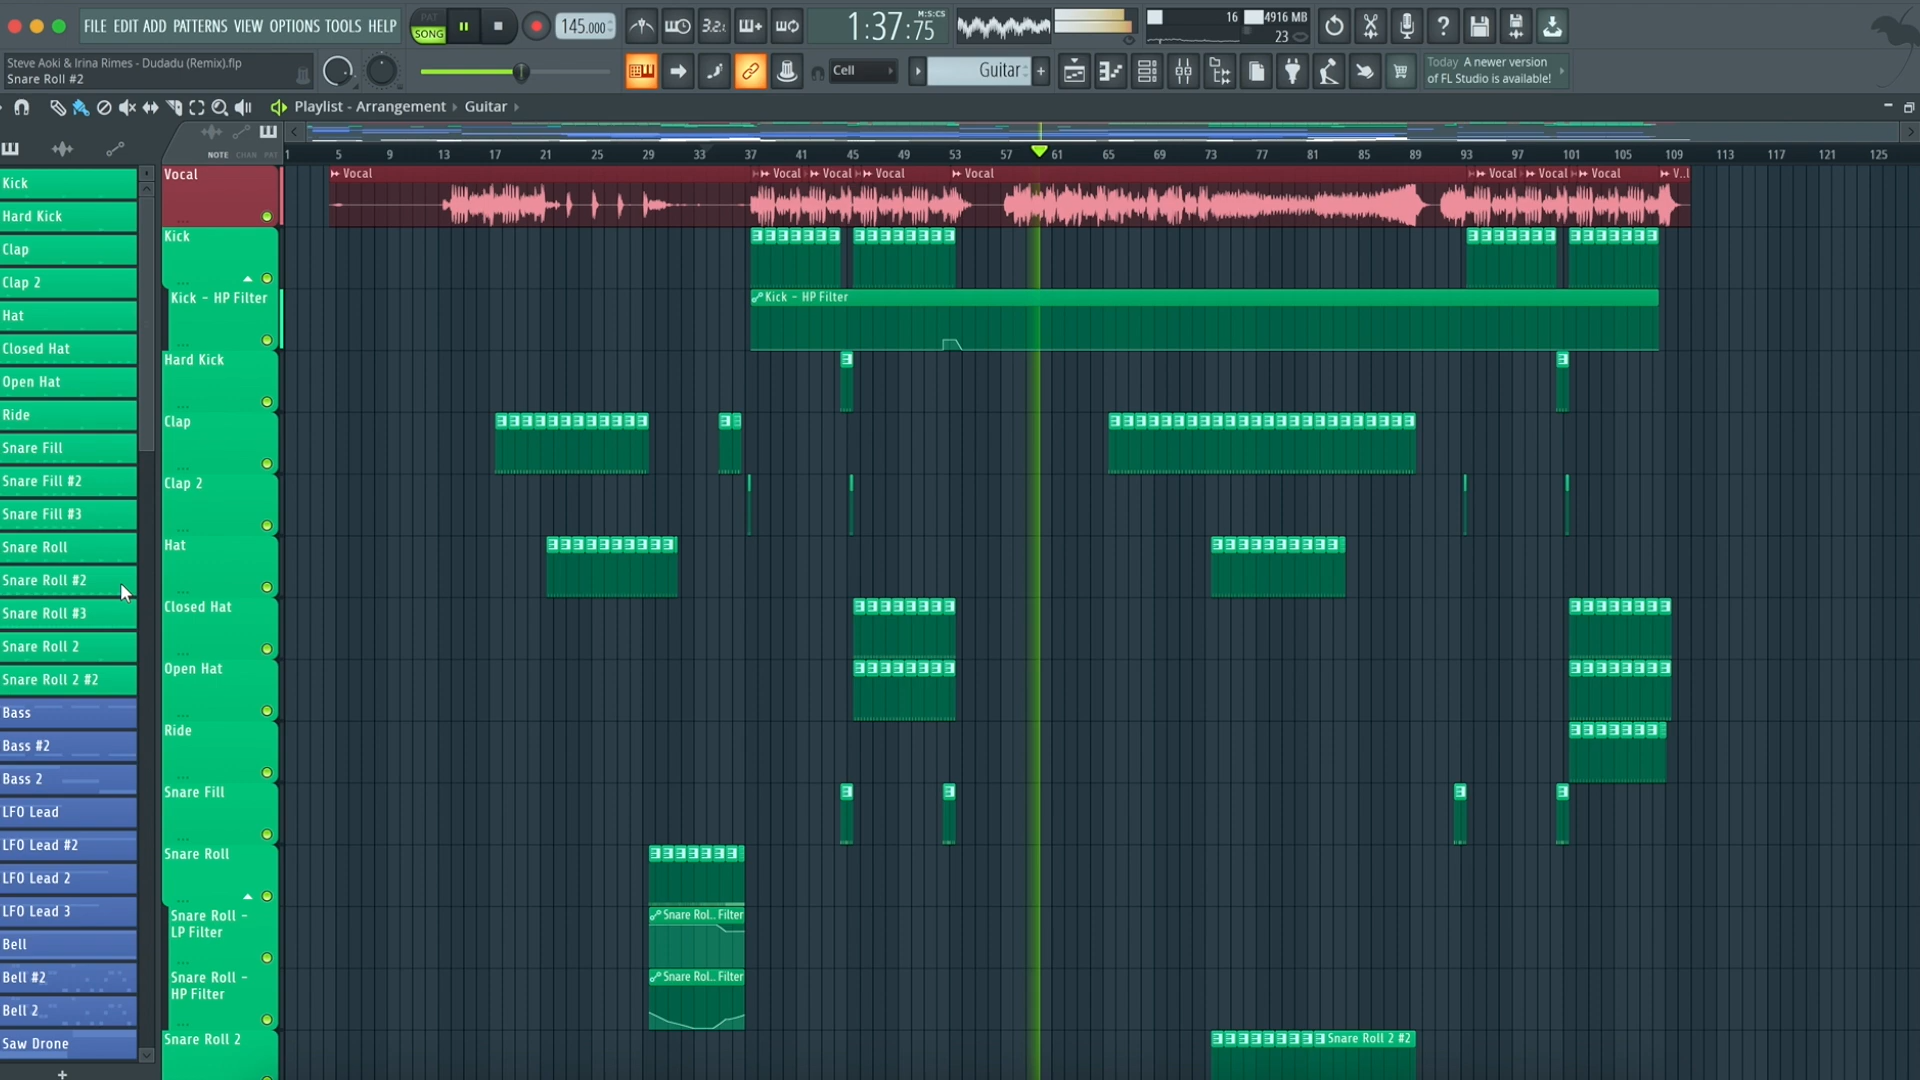 FILE EDIT ADD PATTERNS VIEW OPTIONS TOOLS HELP
PAT
SONG
145.000
3.2.
1:37:75
M:S:CS
16
4916 MB
23
Steve Aoki & Irina Rimes - Dudadu (Remix).flp
Snare Roll #2
Cell
Guitar
Today A newer version
of FL Studio is available!
Playlist - Arrangement
Guitar
NOTE CHAN PAT
1 5 9 13 17 21 25 29 33 37 41 45 49 53 57 61 65 69 73 77 81 85 89 93 97 101 105 109 113 117 121 125
Kick
Hard Kick
Clap
Clap 2
Hat
Closed Hat
Open Hat
Ride
Snare Fill
Snare Fill #2
Snare Fill #3
Snare Roll
Snare Roll #2
Snare Roll #3
Snare Roll 2
Snare Roll 2 #2
Bass
Bass #2
Bass 2
LFO Lead
LFO Lead #2
LFO Lead 2
LFO Lead 3
Bell
Bell #2
Bell 2
Saw Drone
Vocal
Vocal Vocal Vocal Vocal Vocal Vocal Vocal Vocal V..l
Kick
Kick - HP Filter
Kick - HP Filter
Hard Kick
Clap
Clap 2
Hat
Closed Hat
Open Hat
Ride
Snare Fill
Snare Roll
Snare Roll -
LP Filter
Snare Rol.. Filter
Snare Roll -
HP Filter
Snare Rol.. Filter
Snare Roll 2
Snare Roll 2 #2